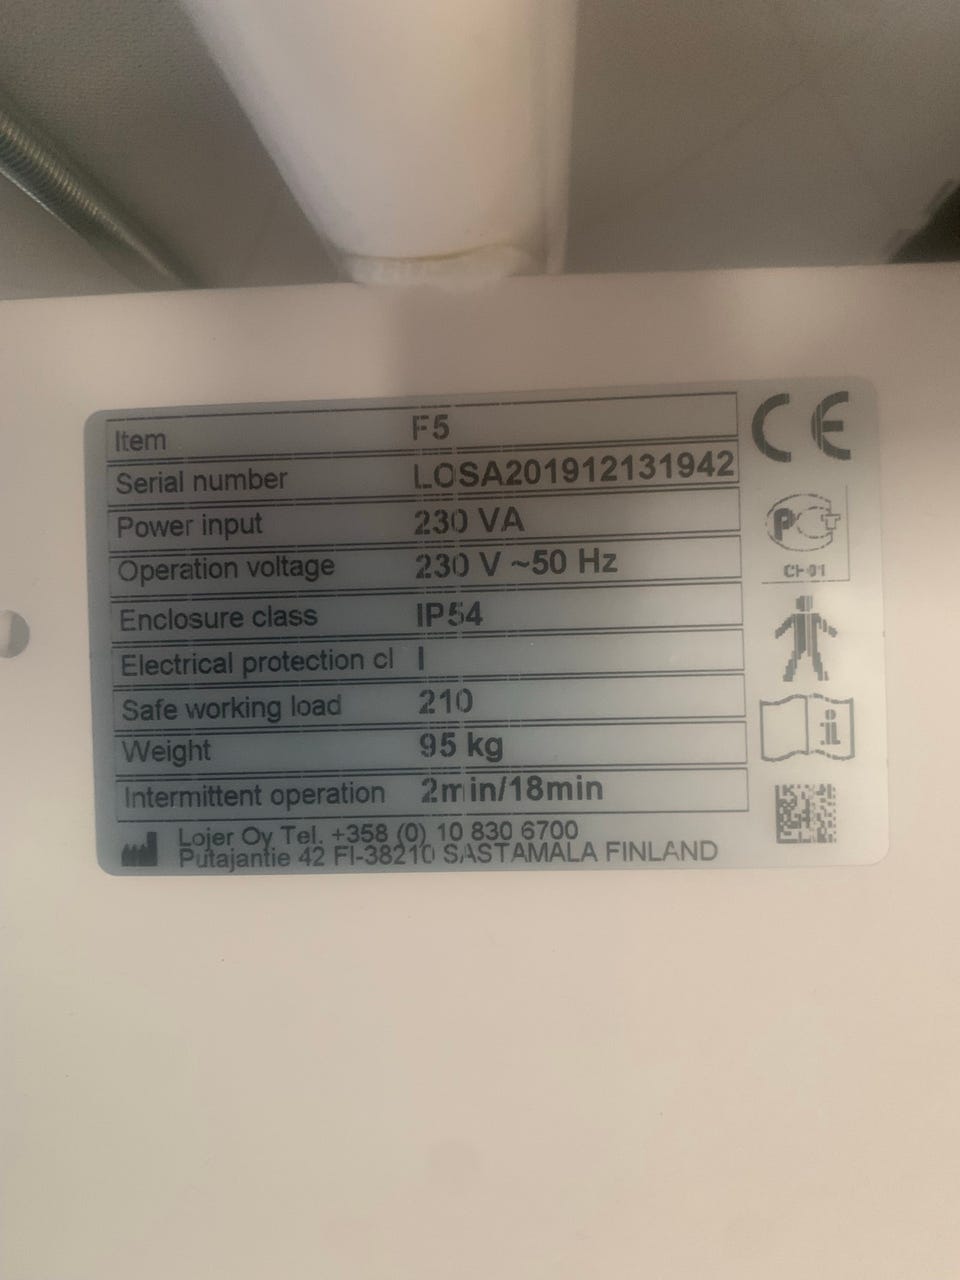 Item F5
Serial number LOSA201912131942
Power input 230 VA
Operation voltage 230 V ~50 Hz
Enclosure class IP54
Electrical protection cl I
Safe working load 210
Weight 95 kg
Intermittent operation 2min/18min
Lojer Oy Tel. +358 (0) 10 830 6700
Putajantie 42 FI-38210 SASTAMALA FINLAND
CE
i